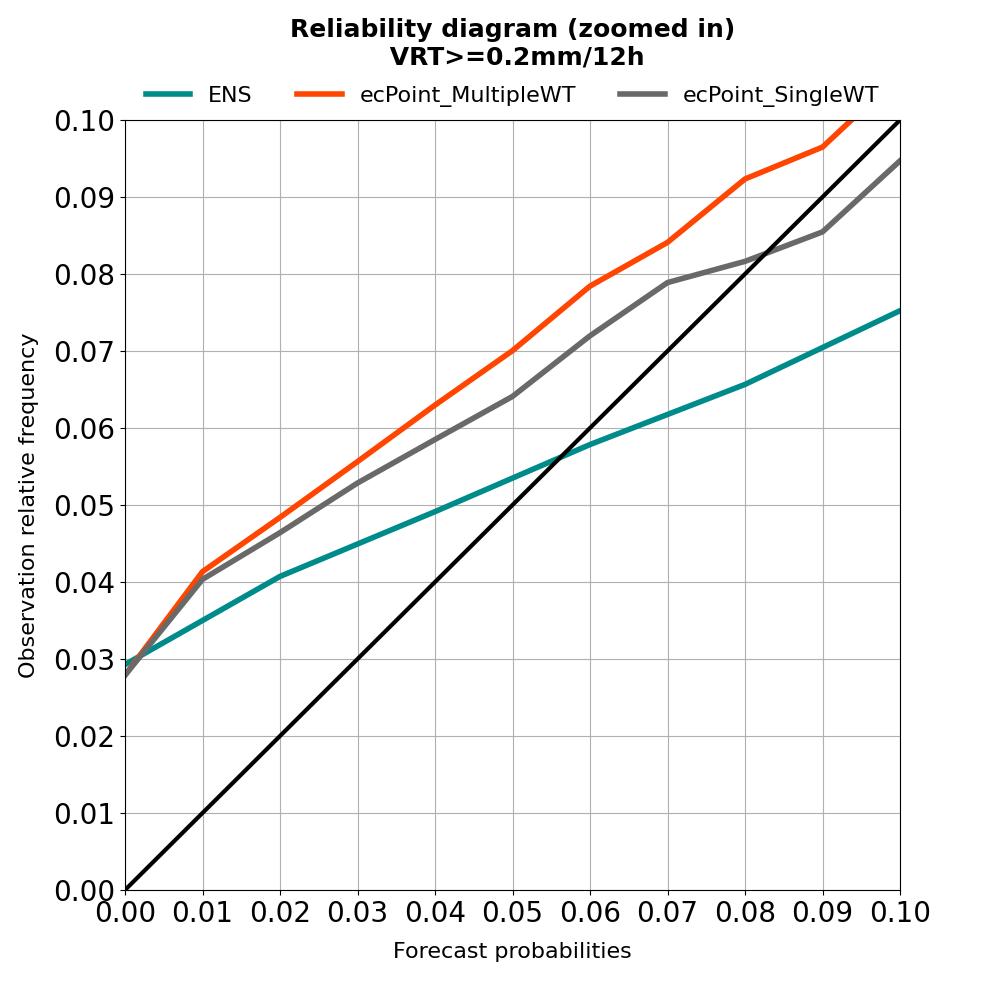 Reliability diagram (zoomed in)
VRT>=0.2mm/12h
ENS ecPoint_MultipleWT ecPoint_SingleWT
0.10
0.09
0.08
0.07
0.06
0.05
0.04
0.03
0.02
0.01
0.00
Observation relative frequency
0.00 0.01 0.02 0.03 0.04 0.05 0.06 0.07 0.08 0.09 0.10
Forecast probabilities